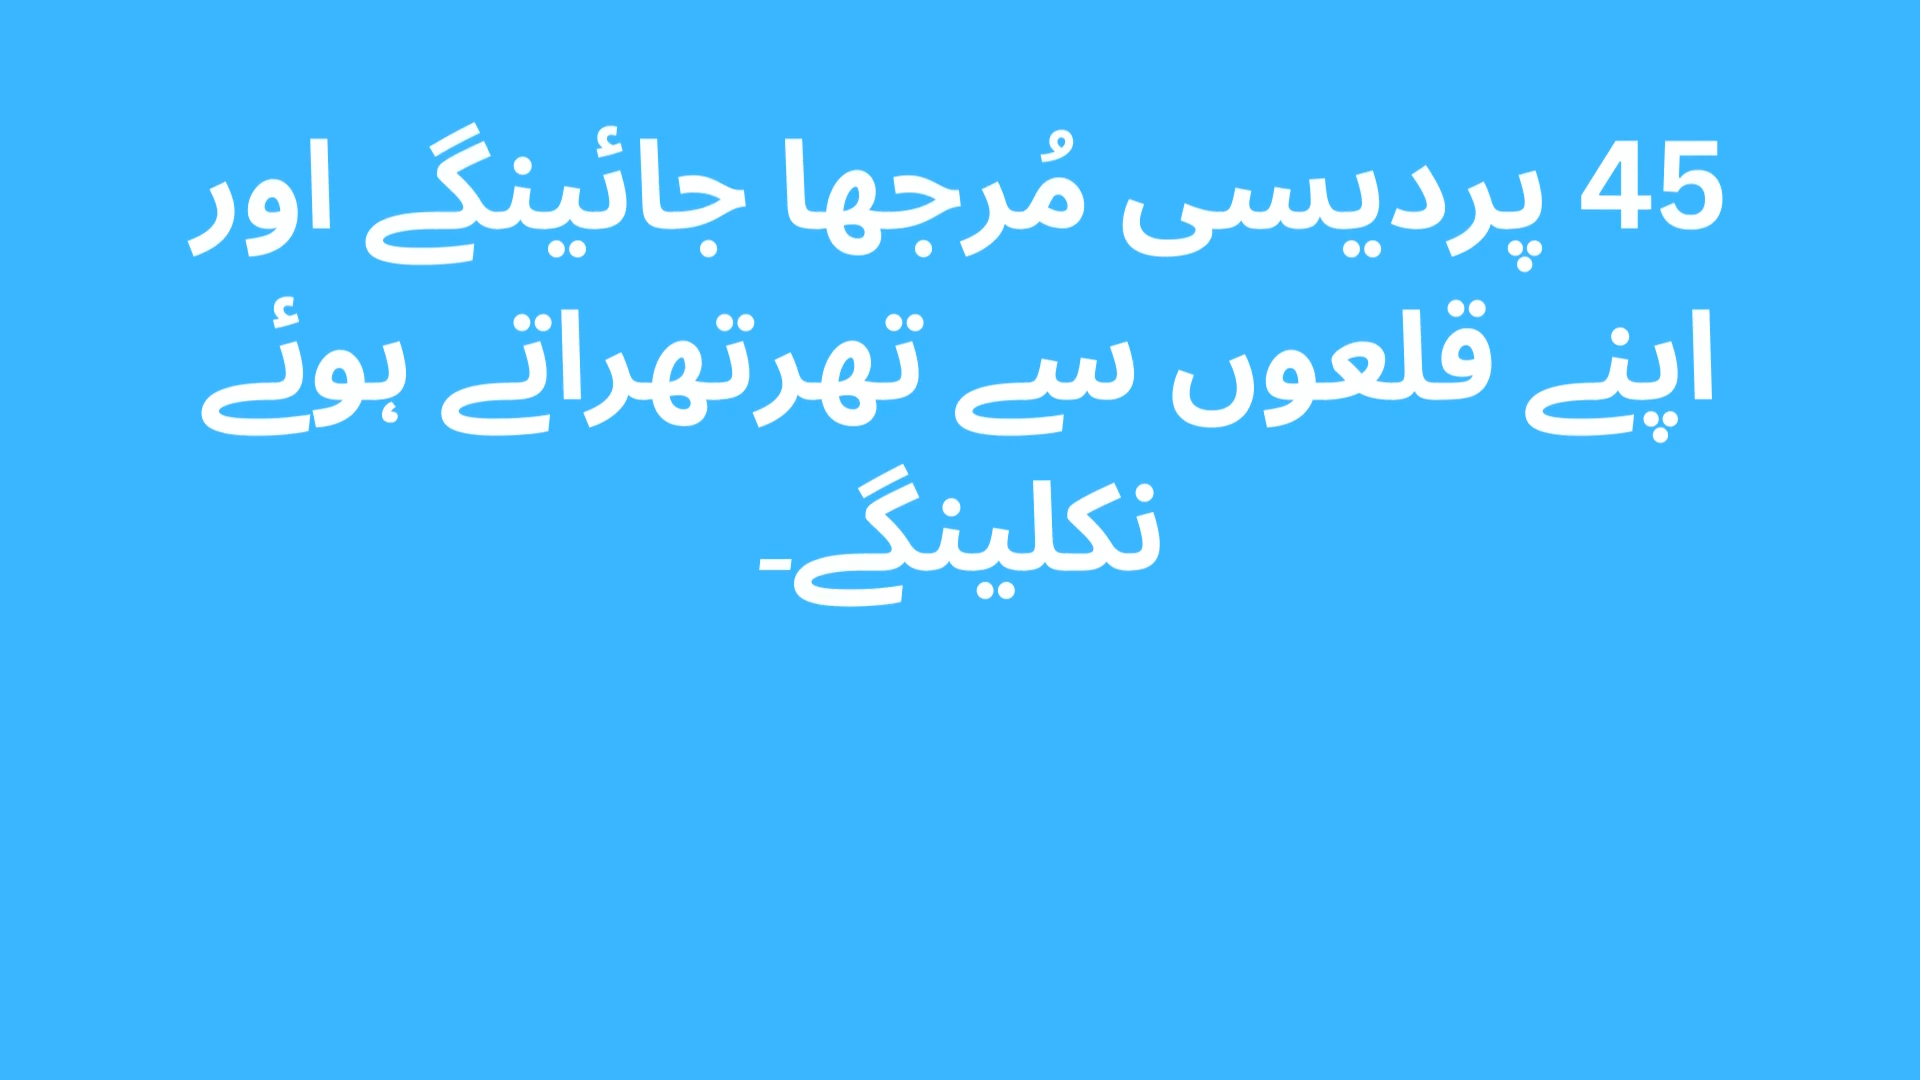 45 پردیسی مُرجھا جائینگے اور
اپنے قلعوں سے تھرتھراتے ہوئے
نکلینگے۔